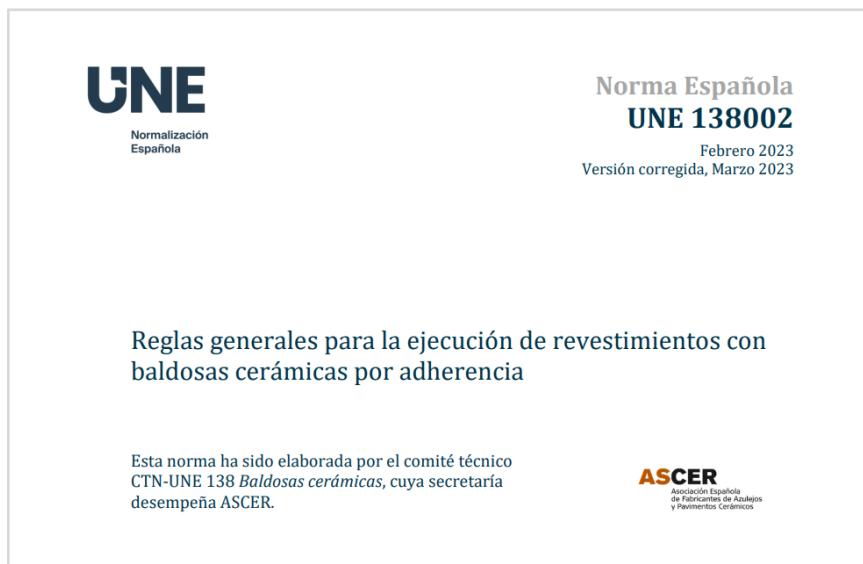 UNE
Normalización
Española
Norma Española
UNE 138002
Febrero 2023
Versión corregida, Marzo 2023
Reglas generales para la ejecución de revestimientos con
baldosas cerámicas por adherencia
Esta norma ha sido elaborada por el comité técnico
CTN-UNE 138 Baldosas cerámicas, cuya secretaría
desempeña ASCER.
ASCER
Asociación Española
de Fabricantes de Azulejos
y Pavimentos Cerámicos